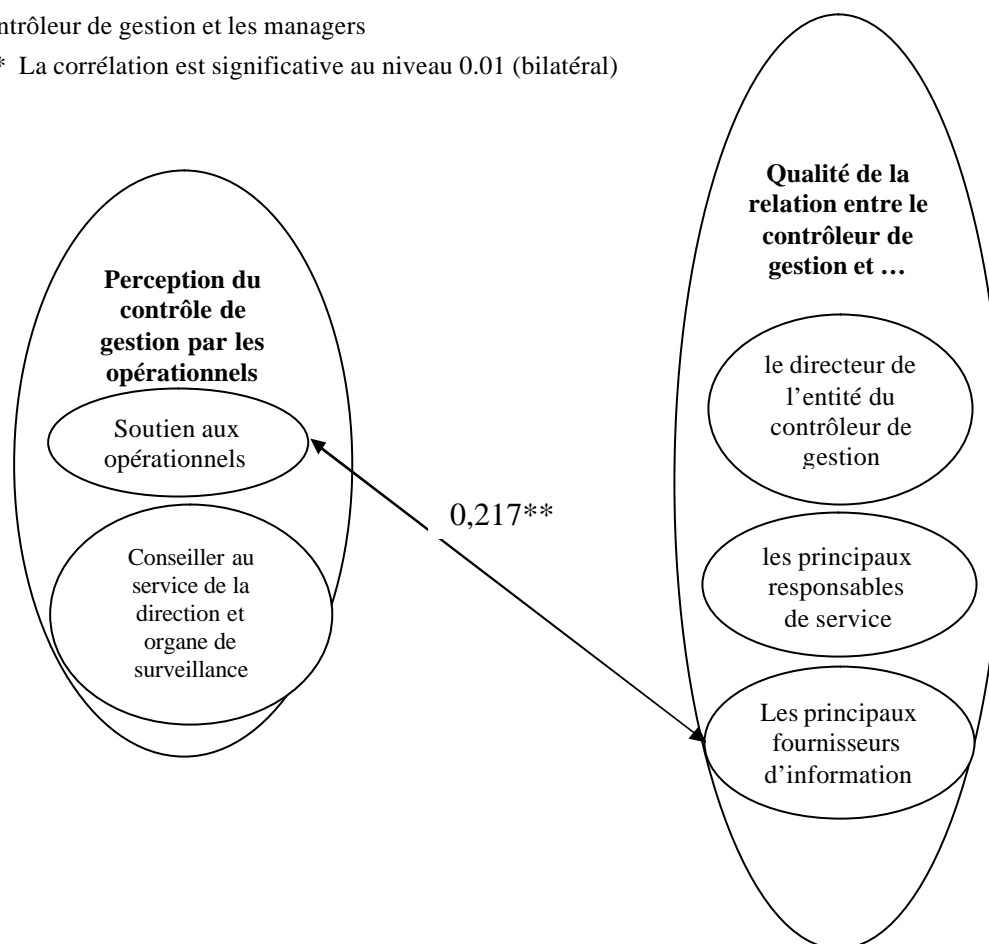 ntrôleur de gestion et les managers
* La corrélation est significative au niveau 0.01 (bilatéral)
Perception du
contrôle de
gestion par les
opérationnels
Soutien aux
opérationnels
Conseiller au
service de la
direction et
organe de
surveillance
0,217**
Qualité de la
relation entre le
contrôleur de
gestion et …
le directeur de
l’entité du
contrôleur de
gestion
les principaux
responsables
de service
Les principaux
fournisseurs
d’information